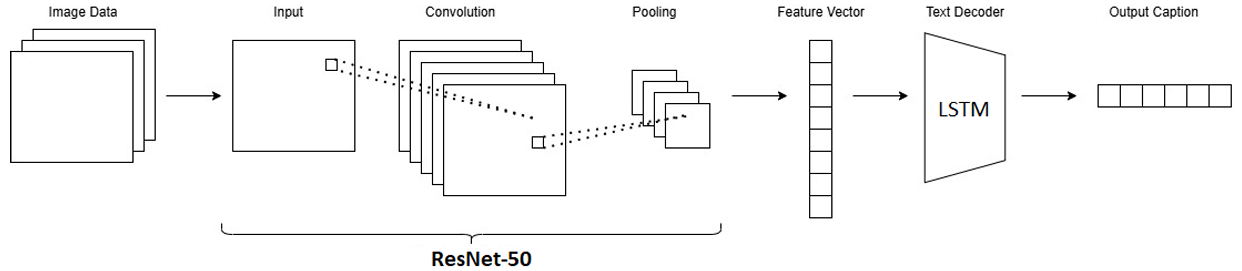 Image Data
Input
Convolution
Pooling
Feature Vector
Text Decoder
Output Caption
LSTM
ResNet-50